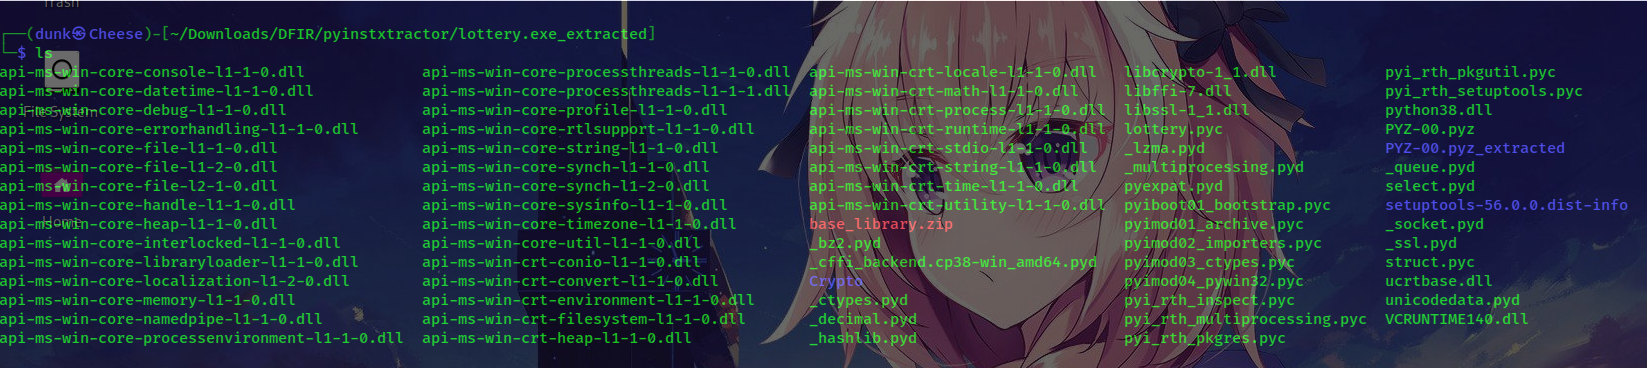 Trash
┌──(dunk㉿Cheese)-[~/Downloads/DFIR/pyinstxtractor/lottery.exe_extracted]
└─$ ls
api-ms-win-core-console-l1-1-0.dll api-ms-win-core-processthreads-l1-1-0.dll api-ms-win-crt-locale-l1-1-0.dll libcrypto-1_1.dll pyi_rth_pkgutil.pyc
api-ms-win-core-datetime-l1-1-0.dll api-ms-win-core-processthreads-l1-1-1.dll api-ms-win-crt-math-l1-1-0.dll libffi-7.dll pyi_rth_setuptools.pyc
api-ms-win-core-debug-l1-1-0.dll api-ms-win-core-profile-l1-1-0.dll api-ms-win-crt-process-l1-1-0.dll libssl-1_1.dll python38.dll
File System
api-ms-win-core-errorhandling-l1-1-0.dll api-ms-win-core-rtlsupport-l1-1-0.dll api-ms-win-crt-runtime-l1-1-0.dll lottery.pyc PYZ-00.pyz
api-ms-win-core-file-l1-1-0.dll api-ms-win-core-string-l1-1-0.dll api-ms-win-crt-stdio-l1-1-0.dll _lzma.pyd PYZ-00.pyz_extracted
api-ms-win-core-file-l1-2-0.dll api-ms-win-core-synch-l1-1-0.dll api-ms-win-crt-string-l1-1-0.dll _multiprocessing.pyd _queue.pyd
api-ms-win-core-file-l2-1-0.dll api-ms-win-core-synch-l1-2-0.dll api-ms-win-crt-time-l1-1-0.dll pyexpat.pyd select.pyd
api-ms-win-core-handle-l1-1-0.dll api-ms-win-core-sysinfo-l1-1-0.dll api-ms-win-crt-utility-l1-1-0.dll pyiboot01_bootstrap.pyc setuptools-56.0.0.dist-info
Home
api-ms-win-core-heap-l1-1-0.dll api-ms-win-core-timezone-l1-1-0.dll base_library.zip pyimod01_archive.pyc _socket.pyd
api-ms-win-core-interlocked-l1-1-0.dll api-ms-win-core-util-l1-1-0.dll _bz2.pyd pyimod02_importers.pyc _ssl.pyd
api-ms-win-core-libraryloader-l1-1-0.dll api-ms-win-crt-conio-l1-1-0.dll _cffi_backend.cp38-win_amd64.pyd pyimod03_ctypes.pyc struct.pyc
api-ms-win-core-localization-l1-2-0.dll api-ms-win-crt-convert-l1-1-0.dll Crypto pyimod04_pywin32.pyc ucrtbase.dll
api-ms-win-core-memory-l1-1-0.dll api-ms-win-crt-environment-l1-1-0.dll _ctypes.pyd pyi_rth_inspect.pyc unicodedata.pyd
api-ms-win-core-namedpipe-l1-1-0.dll api-ms-win-crt-filesystem-l1-1-0.dll _decimal.pyd pyi_rth_multiprocessing.pyc VCRUNTIME140.dll
api-ms-win-core-processenvironment-l1-1-0.dll api-ms-win-crt-heap-l1-1-0.dll _hashlib.pyd pyi_rth_pkgres.pyc